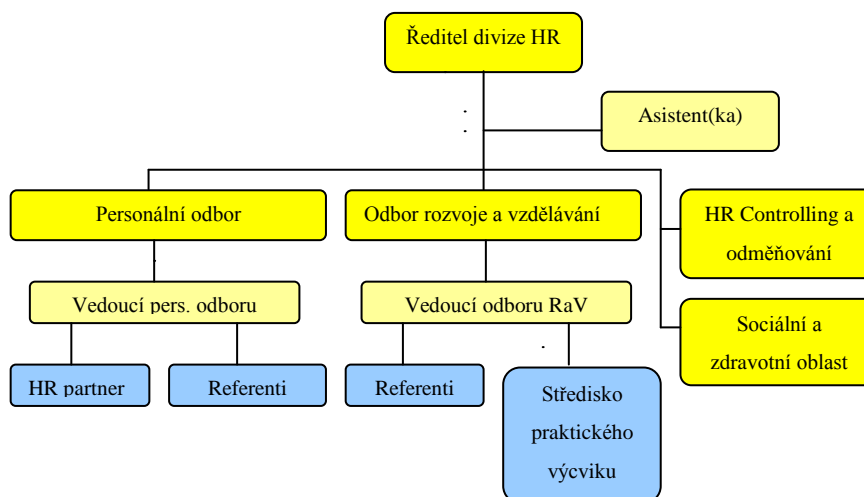 Ředitel divize HR
Asistent(ka)
Personální odbor
Odbor rozvoje a vzdělávání
HR Controlling a
odměňování
Vedoucí pers. odboru
Vedoucí odboru RaV
Sociální a
zdravotní oblast
HR partner
Referenti
Referenti
Středisko
praktického
výcviku